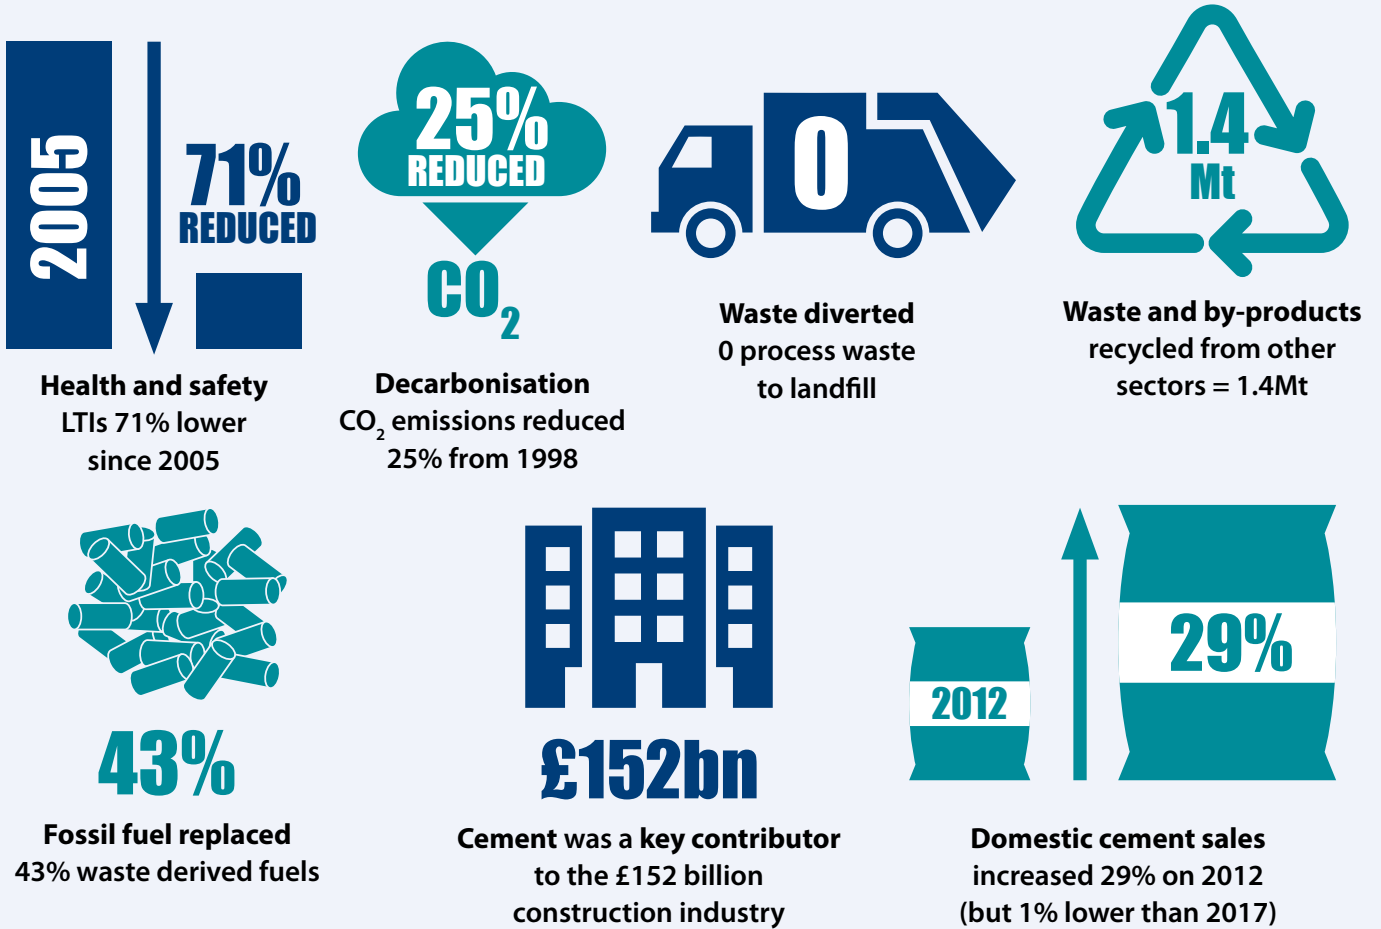 2005
71%
REDUCED
Health and safety
LTIs 71% lower
since 2005
25%
REDUCED
CO₂
Decarbonisation
CO₂ emissions reduced
25% from 1998
0
Waste diverted
0 process waste
to landfill
1.4
Mt
Waste and by-products
recycled from other
sectors = 1.4Mt
43%
Fossil fuel replaced
43% waste derived fuels
£152bn
Cement was a key contributor
to the £152 billion
construction industry
2012
29%
Domestic cement sales
increased 29% on 2012
(but 1% lower than 2017)